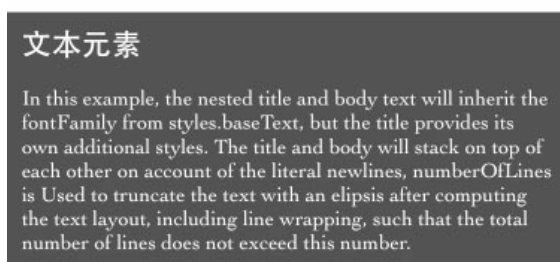 文本元素
In this example, the nested title and body text will inherit the
fontFamily from styles.baseText, but the title provides its
own additional styles. The title and body will stack on top of
each other on account of the literal newlines, numberOfLines
is Used to truncate the text with an elipsis after computing
the text layout, including line wrapping, such that the total
number of lines does not exceed this number.